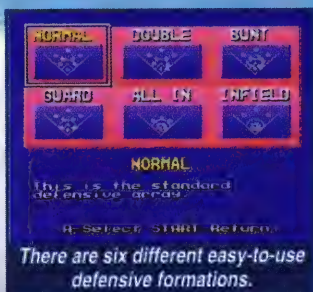 NORMAL DOUBLE BUNT
GUARD ALL IN INFIELD
NORMAL
This is the standard
defensive array.
A:Select START Return
There are six different easy-to-use
defensive formations.